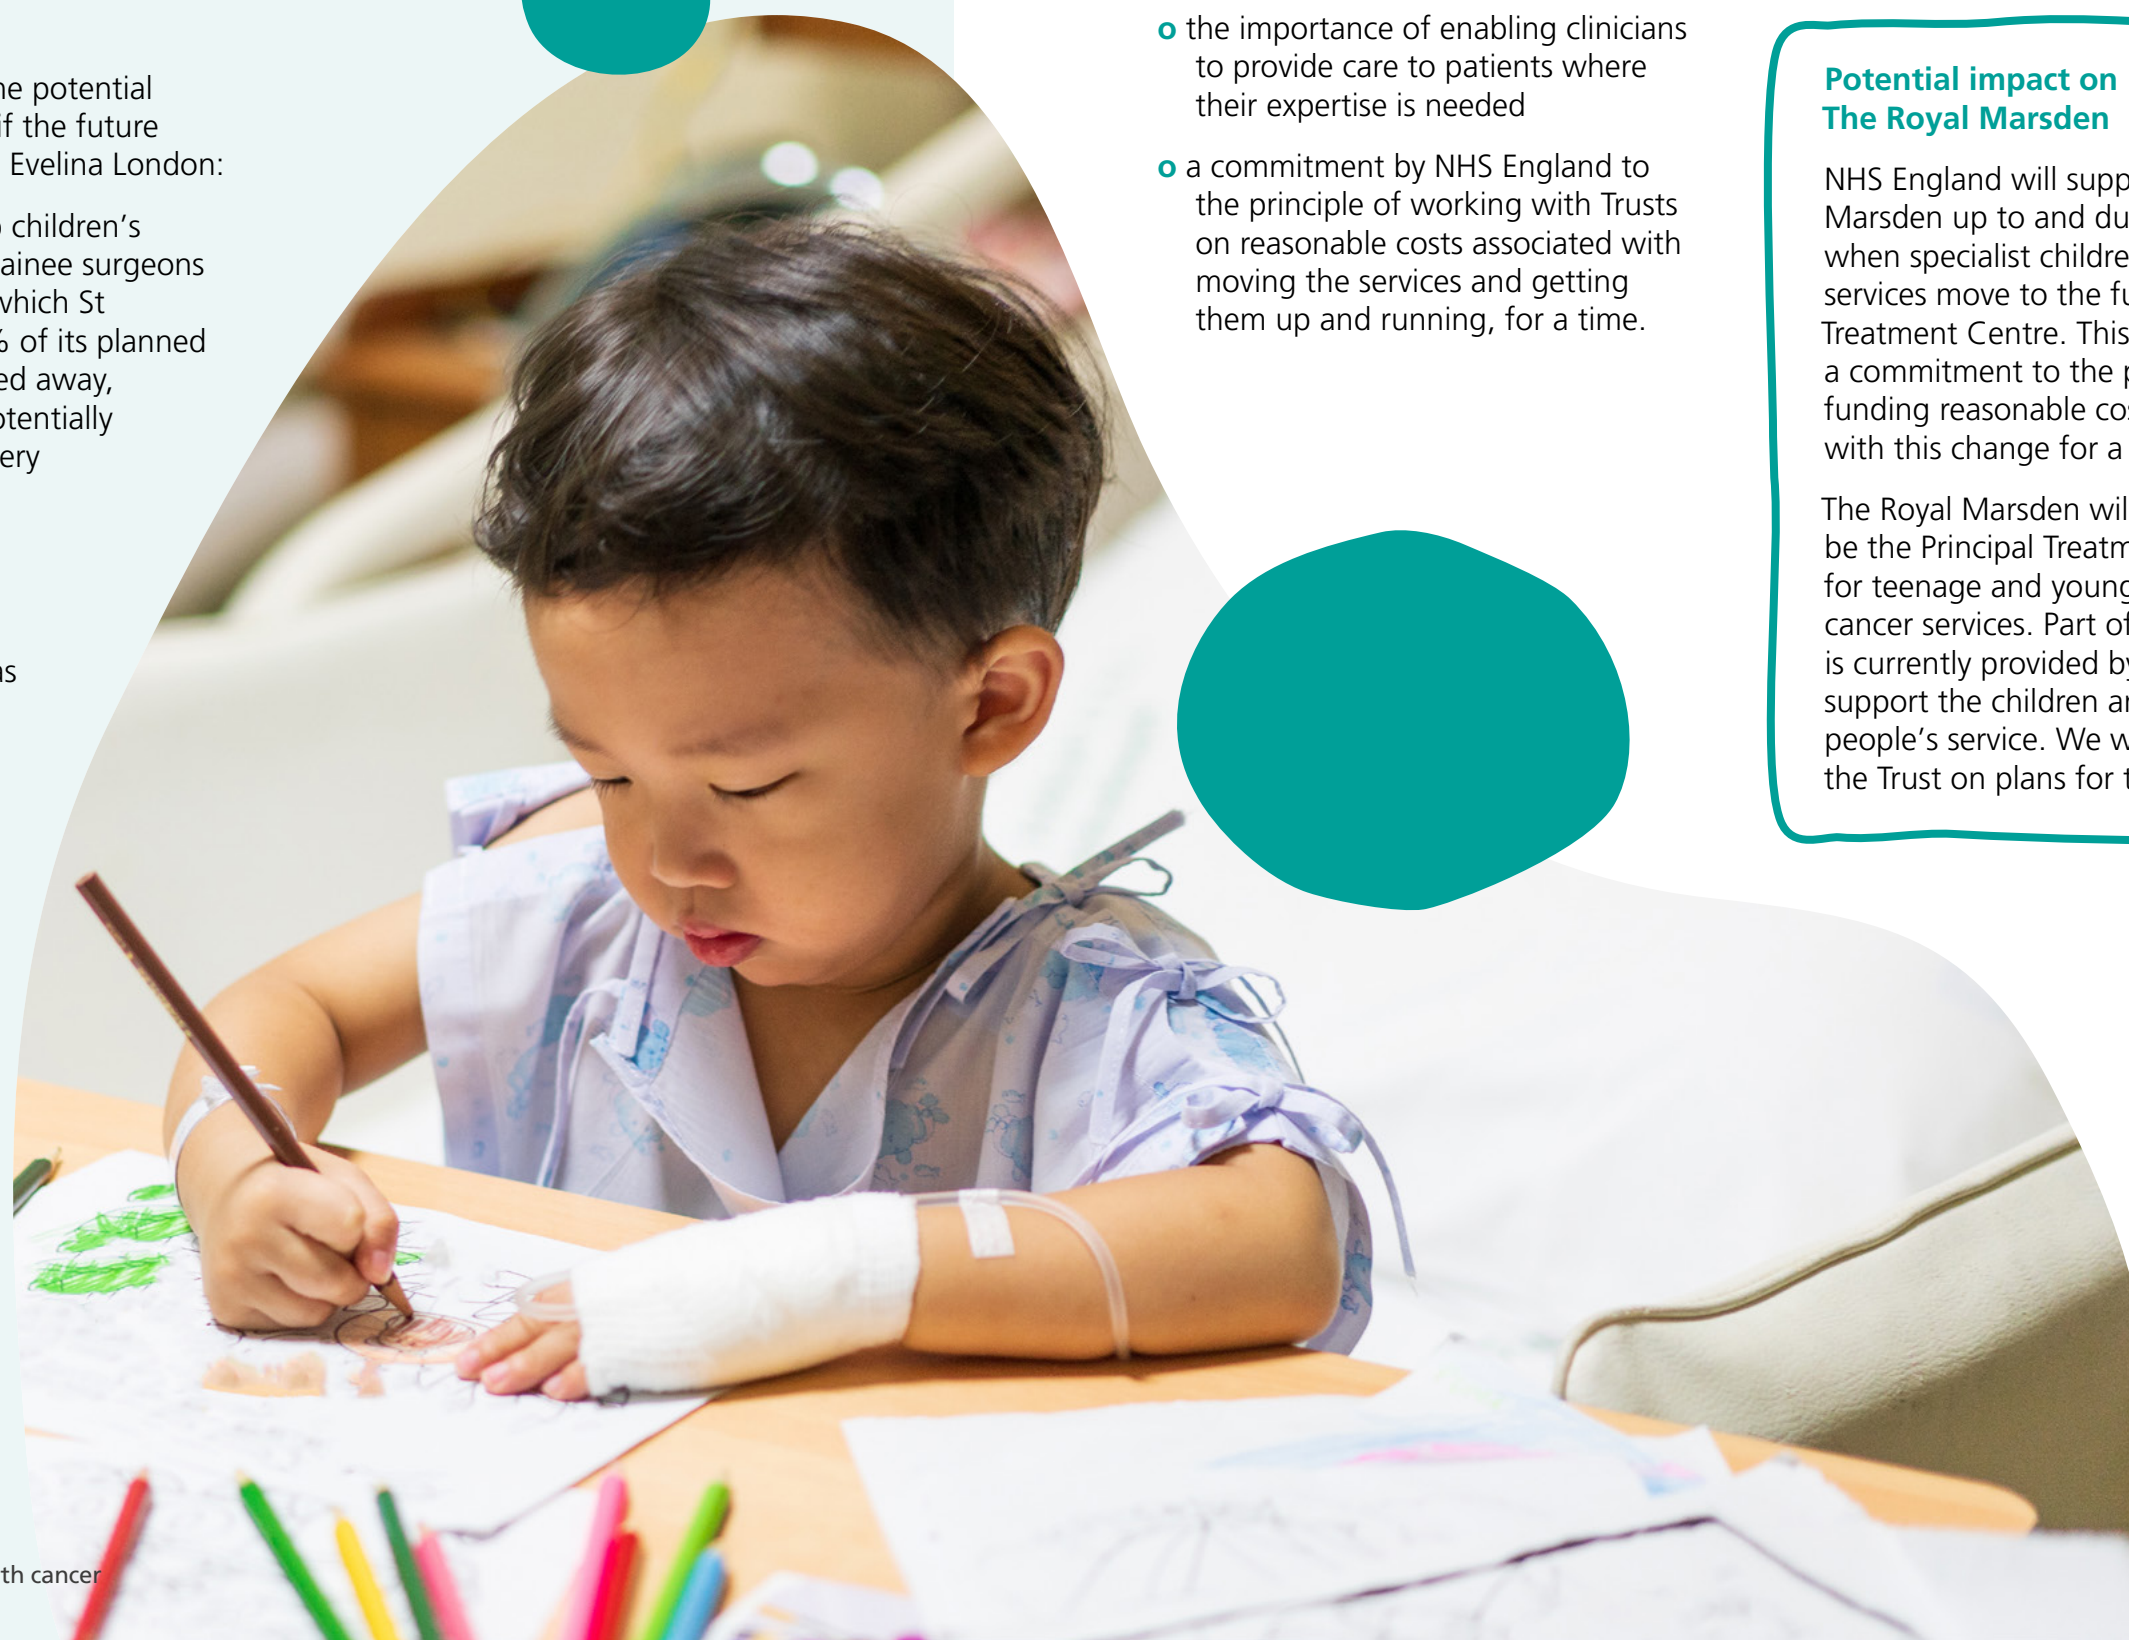 he potential
if the future
Evelina London:
children's
ainee surgeons
which St
% of its planned
ed away,
otentially
ery
as
th cancer
o the importance of enabling clinicians
to provide care to patients where
their expertise is needed
o a commitment by NHS England to
the principle of working with Trusts
on reasonable costs associated with
moving the services and getting
them up and running, for a time.
Potential impact on
The Royal Marsden
NHS England will supp
Marsden up to and du
when specialist childre
services move to the fu
Treatment Centre. This
a commitment to the p
funding reasonable cos
with this change for a
The Royal Marsden wil
be the Principal Treatm
for teenage and young
cancer services. Part of
is currently provided by
support the children an
people's service. We w
the Trust on plans for t